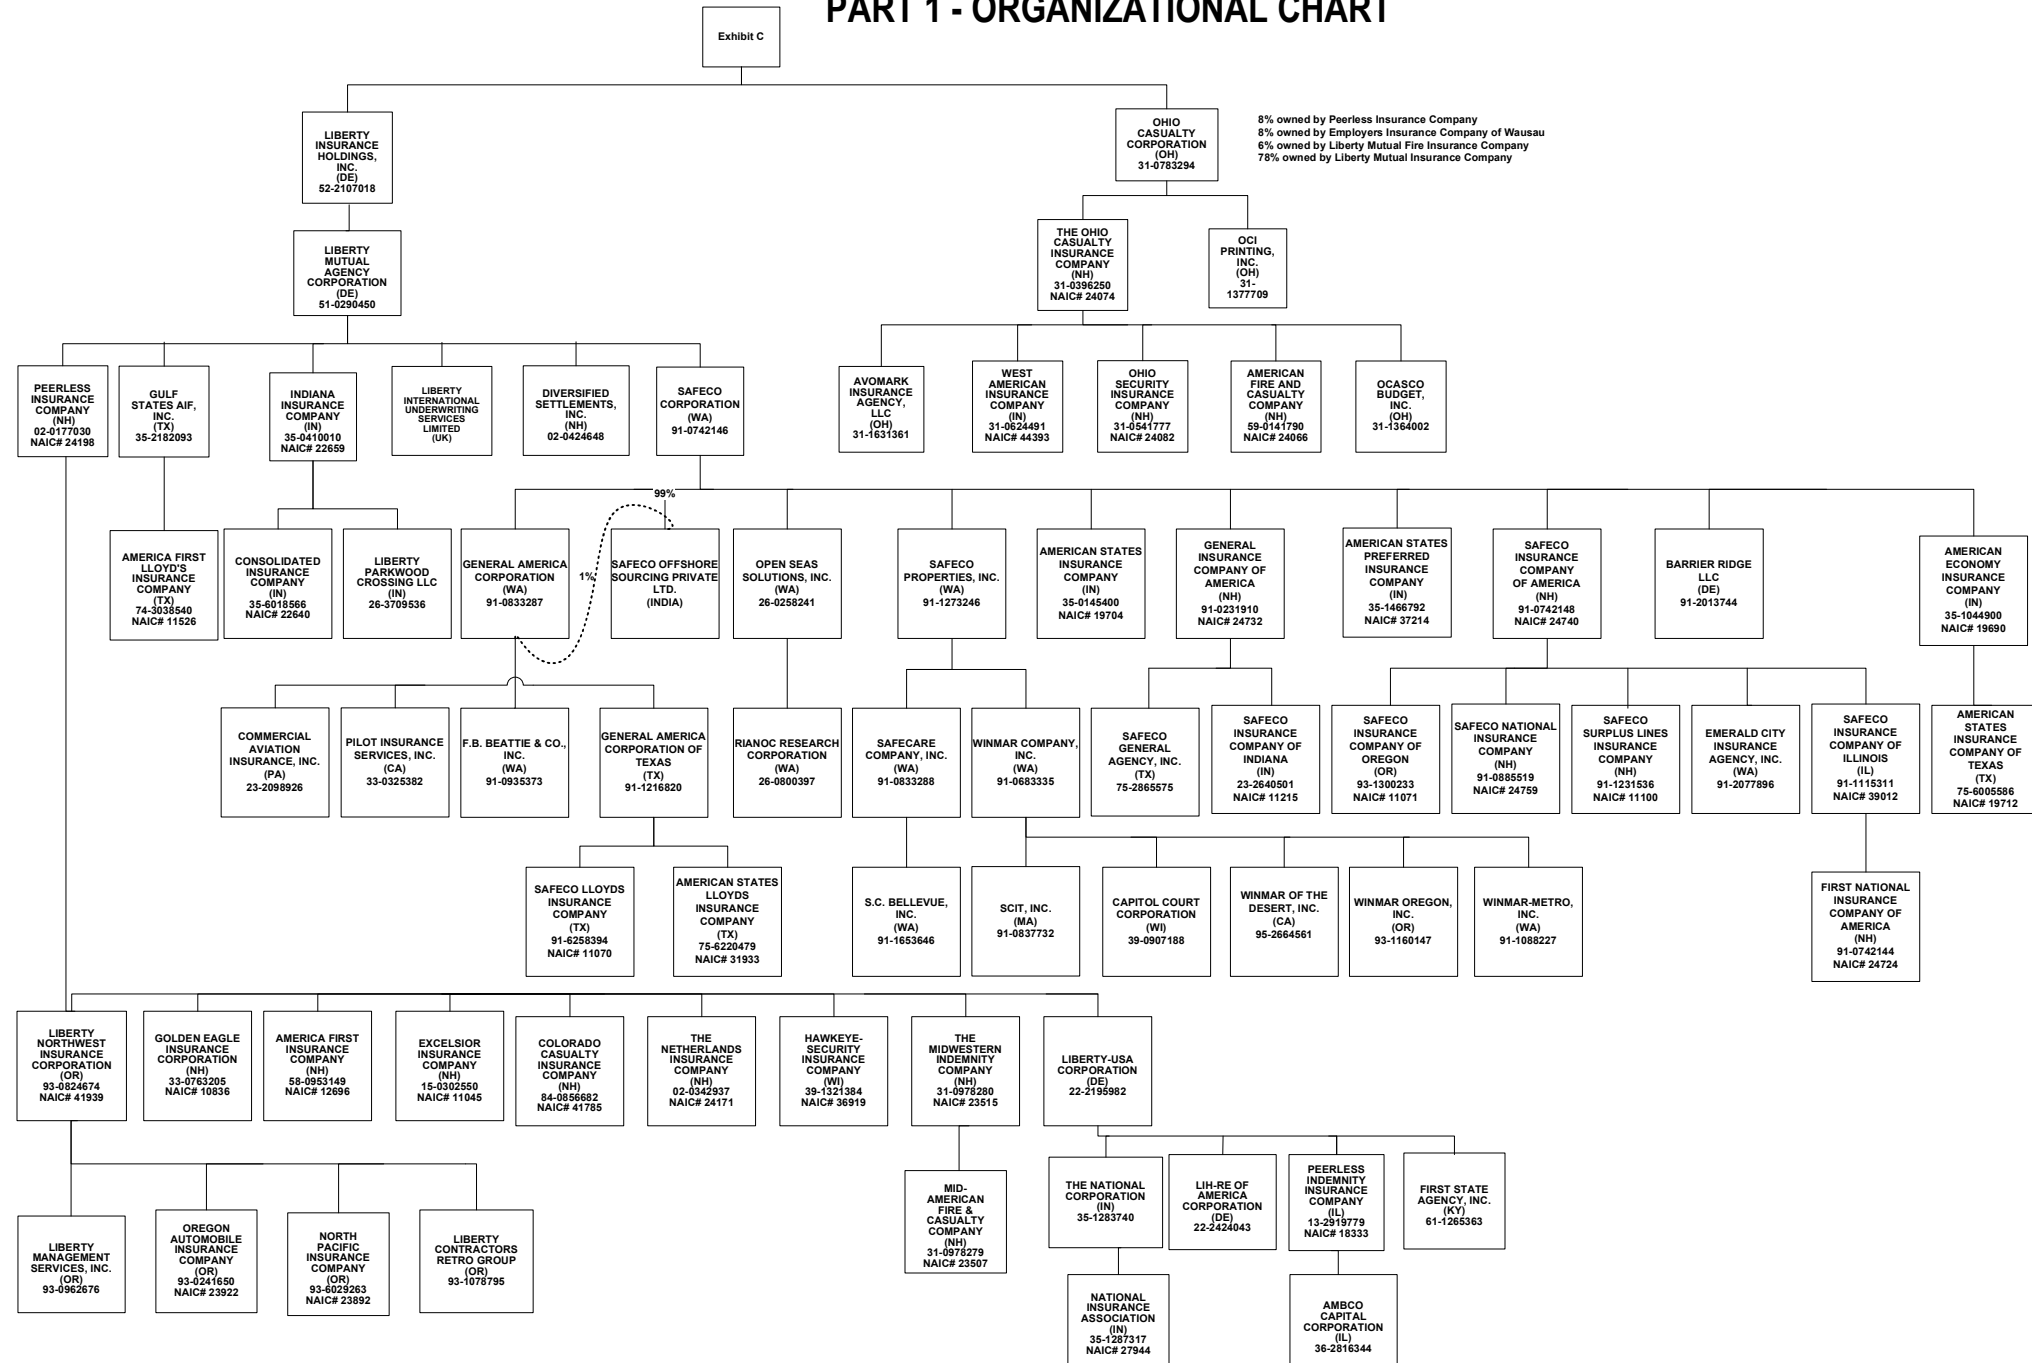 PART 1 - ORGANIZATIONAL CHART
Exhibit C
LIBERTY
INSURANCE
HOLDINGS,
INC.
(DE)
52-2107018
OHIO
CASUALTY
CORPORATION
(OH)
31-0783294
8% owned by Peerless Insurance Company
8% owned by Employers Insurance Company of Wausau
6% owned by Liberty Mutual Fire Insurance Company
78% owned by Liberty Mutual Insurance Company
LIBERTY
MUTUAL
AGENCY
CORPORATION
(DE)
51-0290450
THE OHIO
CASUALTY
INSURANCE
COMPANY
(NH)
31-0396250
NAIC# 24074
OCI
PRINTING,
INC.
(OH)
31-
1377709
PEERLESS
INSURANCE
COMPANY
(NH)
02-0177030
NAIC# 24198
GULF
STATES AIF,
INC.
(TX)
35-2182093
INDIANA
INSURANCE
COMPANY
(IN)
35-0410010
NAIC# 22659
LIBERTY
INTERNATIONAL
UNDERWRITING
SERVICES
LIMITED
(UK)
DIVERSIFIED
SETTLEMENTS,
INC.
(NH)
02-0424648
SAFECO
CORPORATION
(WA)
91-0742146
AVOMARK
INSURANCE
AGENCY,
LLC
(OH)
31-1631361
WEST
AMERICAN
INSURANCE
COMPANY
(IN)
31-0624491
NAIC# 44393
OHIO
SECURITY
INSURANCE
COMPANY
(NH)
31-0541777
NAIC# 24082
AMERICAN
FIRE AND
CASUALTY
COMPANY
(NH)
59-0141790
NAIC# 24066
OCASCO
BUDGET,
INC.
(OH)
31-1364002
99%
1%
AMERICA FIRST
LLOYD'S
INSURANCE
COMPANY
(TX)
74-3038540
NAIC# 11526
CONSOLIDATED
INSURANCE
COMPANY
(IN)
35-6018566
NAIC# 22640
LIBERTY
PARKWOOD
CROSSING LLC
(IN)
26-3709536
GENERAL AMERICA
CORPORATION
(WA)
91-0833287
SAFECO OFFSHORE
SOURCING PRIVATE
LTD.
(INDIA)
OPEN SEAS
SOLUTIONS, INC.
(WA)
26-0258241
SAFECO
PROPERTIES, INC.
(WA)
91-1273246
AMERICAN STATES
INSURANCE
COMPANY
(IN)
35-0145400
NAIC# 19704
GENERAL
INSURANCE
COMPANY OF
AMERICA
(NH)
91-0231910
NAIC# 24732
AMERICAN STATES
PREFERRED
INSURANCE
COMPANY
(IN)
35-1466792
NAIC# 37214
SAFECO
INSURANCE
COMPANY
OF AMERICA
(NH)
91-0742148
NAIC# 24740
BARRIER RIDGE
LLC
(DE)
91-2013744
AMERICAN
ECONOMY
INSURANCE
COMPANY
(IN)
35-1044900
NAIC# 19690
COMMERCIAL
AVIATION
INSURANCE, INC.
(PA)
23-2098926
PILOT INSURANCE
SERVICES, INC.
(CA)
33-0325382
F.B. BEATTIE & CO.,
INC.
(WA)
91-0935373
GENERAL AMERICA
CORPORATION OF
TEXAS
(TX)
91-1216820
RIANOC RESEARCH
CORPORATION
(WA)
26-0800397
SAFECARE
COMPANY, INC.
(WA)
91-0833288
WINMAR COMPANY,
INC.
(WA)
91-0683335
SAFECO
GENERAL
AGENCY, INC.
(TX)
75-2865575
SAFECO
INSURANCE
COMPANY OF
INDIANA
(IN)
23-2640501
NAIC# 11215
SAFECO
INSURANCE
COMPANY OF
OREGON
(OR)
93-1300233
NAIC# 11071
SAFECO NATIONAL
INSURANCE
COMPANY
(NH)
91-0885519
NAIC# 24759
SAFECO
SURPLUS LINES
INSURANCE
COMPANY
(NH)
91-1231536
NAIC# 11100
EMERALD CITY
INSURANCE
AGENCY, INC.
(WA)
91-2077896
SAFECO
INSURANCE
COMPANY OF
ILLINOIS
(IL)
91-1115311
NAIC# 39012
AMERICAN
STATES
INSURANCE
COMPANY OF
TEXAS
(TX)
75-6005586
NAIC# 19712
SAFECO LLOYDS
INSURANCE
COMPANY
(TX)
91-6258394
NAIC# 11070
AMERICAN STATES
LLOYDS
INSURANCE
COMPANY
(TX)
75-6220479
NAIC# 31933
S.C. BELLEVUE,
INC.
(WA)
91-1653646
SCIT, INC.
(MA)
91-0837732
CAPITOL COURT
CORPORATION
(WI)
39-0907188
WINMAR OF THE
DESERT, INC.
(CA)
95-2664561
WINMAR OREGON,
INC.
(OR)
93-1160147
WINMAR-METRO,
INC.
(WA)
91-1088227
FIRST NATIONAL
INSURANCE
COMPANY OF
AMERICA
(NH)
91-0742144
NAIC# 24724
LIBERTY
NORTHWEST
INSURANCE
CORPORATION
(OR)
93-0824674
NAIC# 41939
GOLDEN EAGLE
INSURANCE
CORPORATION
(NH)
33-0763205
NAIC# 10836
AMERICA FIRST
INSURANCE
COMPANY
(NH)
58-0953149
NAIC# 12696
EXCELSIOR
INSURANCE
COMPANY
(NH)
15-0302550
NAIC# 11045
COLORADO
CASUALTY
INSURANCE
COMPANY
(NH)
84-0856682
NAIC# 41785
THE
NETHERLANDS
INSURANCE
COMPANY
(NH)
02-0342937
NAIC# 24171
HAWKEYE-
SECURITY
INSURANCE
COMPANY
(WI)
39-1321384
NAIC# 36919
THE
MIDWESTERN
INDEMNITY
COMPANY
(NH)
31-0978280
NAIC# 23515
LIBERTY-USA
CORPORATION
(DE)
22-2195982
LIBERTY
MANAGEMENT
SERVICES, INC.
(OR)
93-0962676
OREGON
AUTOMOBILE
INSURANCE
COMPANY
(OR)
93-0241650
NAIC# 23922
NORTH
PACIFIC
INSURANCE
COMPANY
(OR)
93-6029263
NAIC# 23892
LIBERTY
CONTRACTORS
RETRO GROUP
(OR)
93-1078795
MID-
AMERICAN
FIRE &
CASUALTY
COMPANY
(NH)
31-0978279
NAIC# 23507
THE NATIONAL
CORPORATION
(IN)
35-1283740
LIH-RE OF
AMERICA
CORPORATION
(DE)
22-2424043
PEERLESS
INDEMNITY
INSURANCE
COMPANY
(IL)
13-2919779
NAIC# 18333
FIRST STATE
AGENCY, INC.
(KY)
61-1265363
NATIONAL
INSURANCE
ASSOCIATION
(IN)
35-1287317
NAIC# 27944
AMBCO
CAPITAL
CORPORATION
(IL)
36-2816344